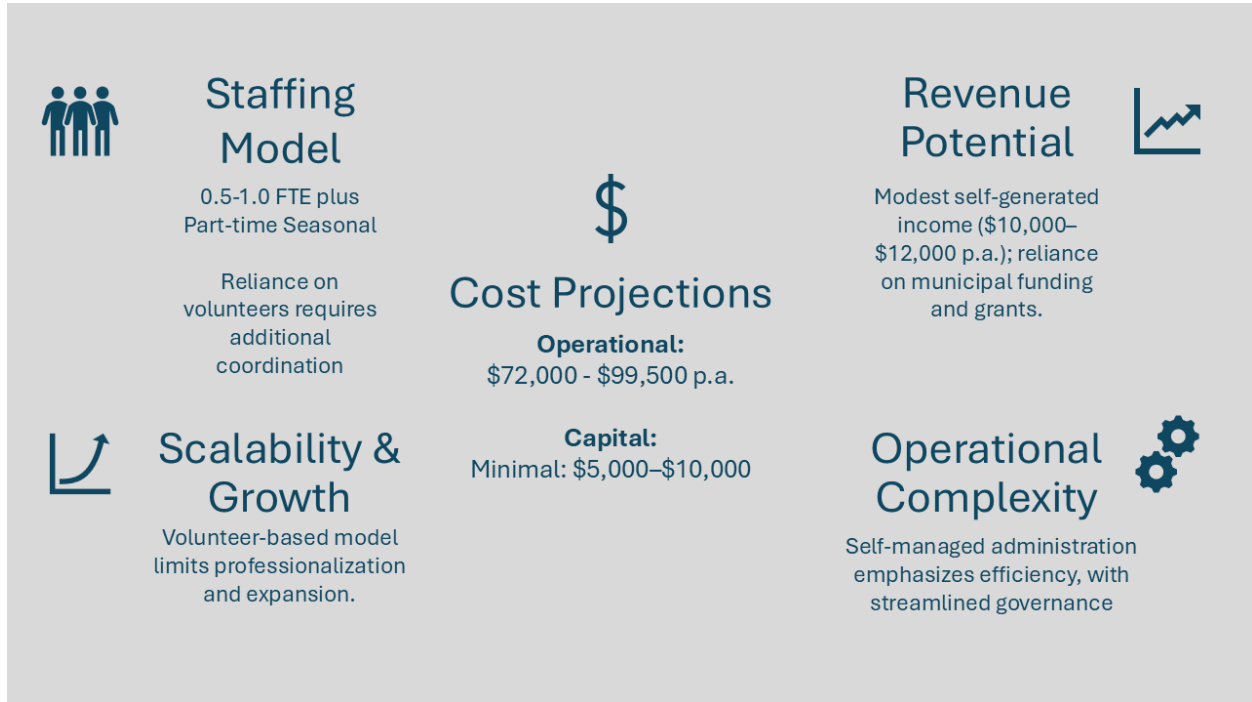 Staffing
Model
0.5-1.0 FTE plus
Part-time Seasonal
Reliance on
volunteers requires
additional
coordination
Scalability &
Growth
Volunteer-based model
limits professionalization
and expansion.
$
Cost Projections
Operational:
$72,000 - $99,500 p.a.
Capital:
Minimal: $5,000–$10,000
Revenue
Potential
Modest self-generated
income ($10,000–
$12,000 p.a.); reliance
on municipal funding
and grants.
Operational
Complexity
Self-managed administration
emphasizes efficiency, with
streamlined governance